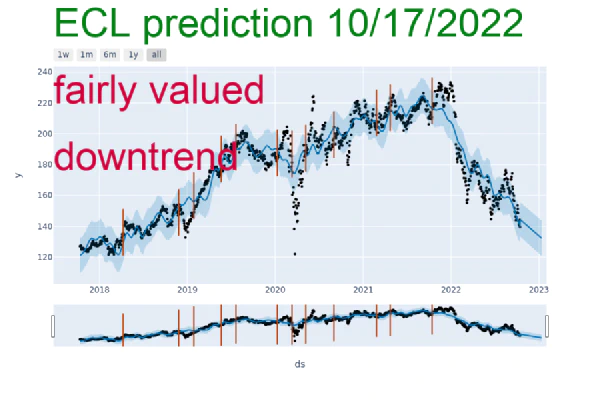 ECL prediction 10/17/2022
1w 1m 6m 1y all
240
fairly valued
220
200
downtrend
180
y
160
140
120
2018 2019 2020 2021 2022 2023
ds